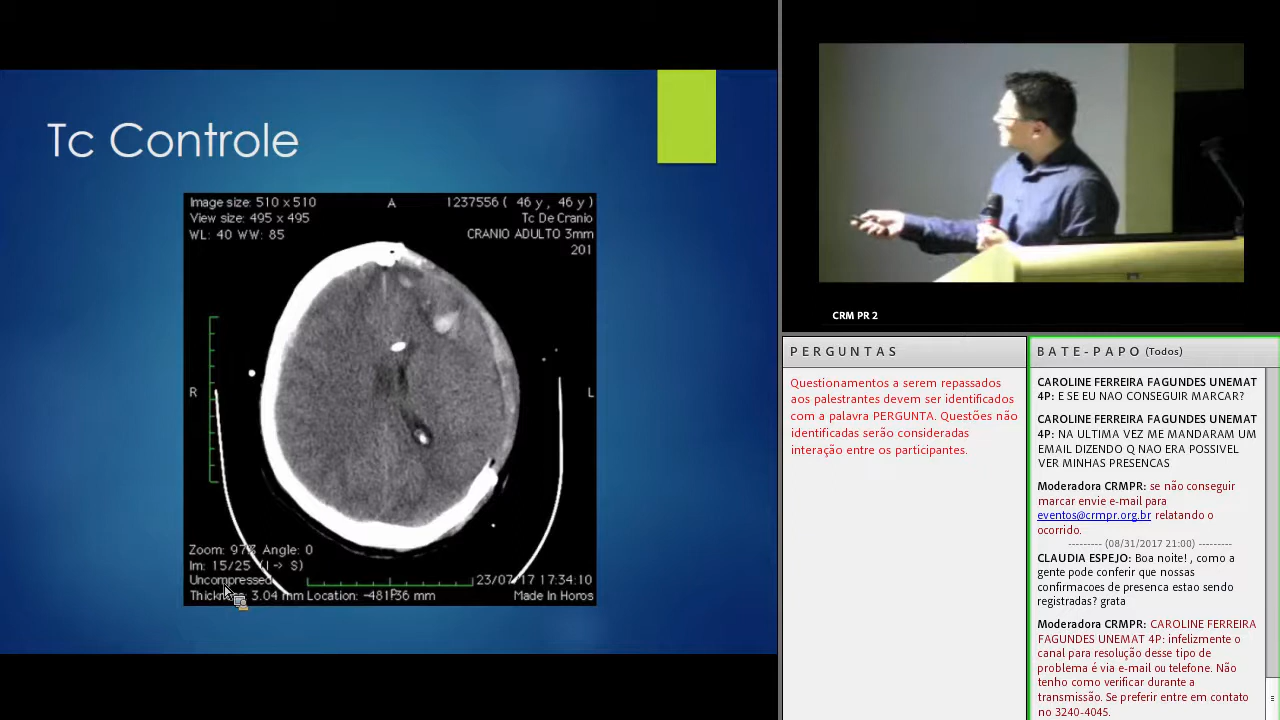 Tc Controle
Image size: 510 x 510
View size: 495 x 495
WL: 40 WW: 85
A
1237556 ( 46 y, 46 y)
Tc De Cranio
CRANIO ADULTO 3mm
201
R
L
Zoom: 97% Angle: 0
Im: 15/25 (I -> S)
Uncompressed
Thickness: 3.04 mm Location: -481.36 mm
P
23/07/17 17:34:10
Made In Horos
CRM PR 2
PERGUNTAS
Questionamentos a serem repassados
aos palestrantes devem ser identificados
com a palavra PERGUNTA. Questões não
identificadas serão consideradas
interação entre os participantes.
BATE-PAPO (Todos)
CAROLINE FERREIRA FAGUNDES UNEMAT
4P: E SE EU NAO CONSEGUIR MARCAR?
CAROLINE FERREIRA FAGUNDES UNEMAT
4P: NA ULTIMA VEZ ME MANDARAM UM
EMAIL DIZENDO Q NAO ERA POSSIVEL
VER MINHAS PRESENCAS
Moderadora CRMPR: se não conseguir
marcar envie e-mail para
eventos@crmpr.org.br relatando o
ocorrido.
--------- (08/31/2017 21:00) ---------
CLAUDIA ESPEJO: Boa noite! , como a
gente pode conferir que nossas
confirmacoes de presenca estao sendo
registradas? grata
Moderadora CRMPR: CAROLINE FERREIRA
FAGUNDES UNEMAT 4P: infelizmente o
canal para resolução desse tipo de
problema é via e-mail ou telefone. Não
tenho como verificar durante a
transmissão. Se preferir entre em contato
no 3240-4045.